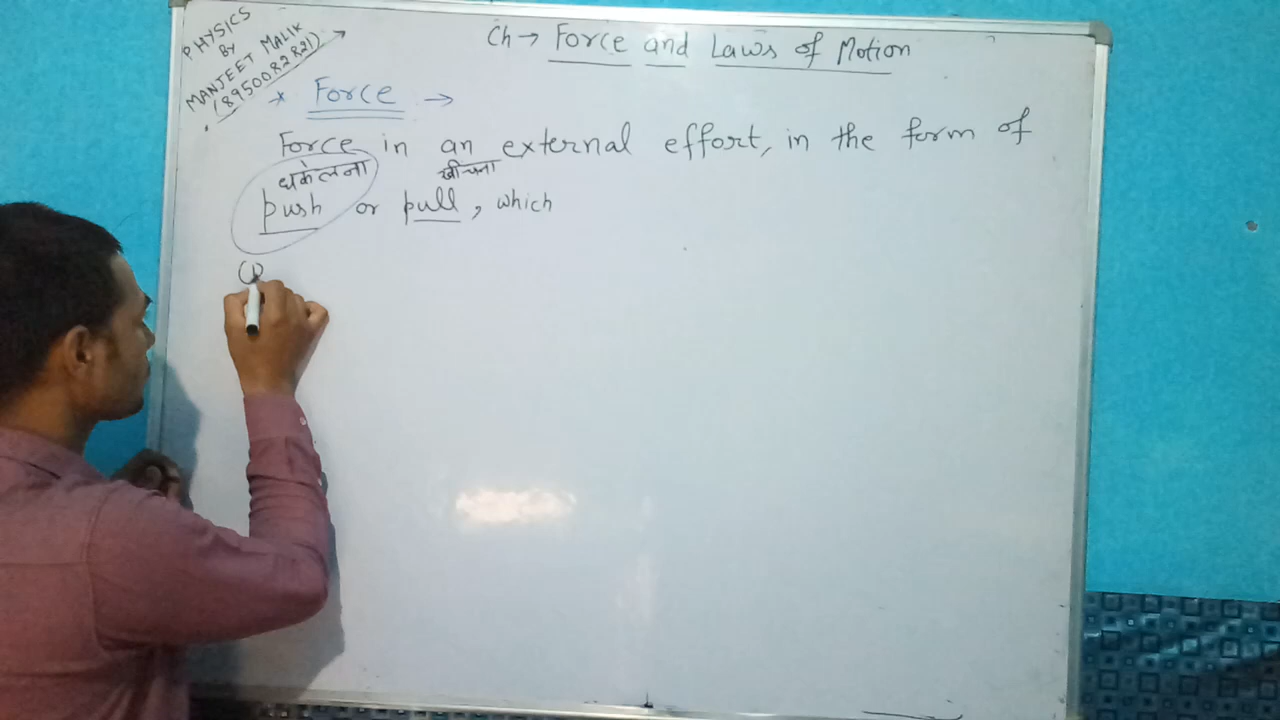 PHYSICS
By
MANJEET MALIK
(8950082821)
Ch → Force and Laws of Motion
* Force →
Force in an external effort, in the form of
धकेलना खींचना
push or pull, which
(1